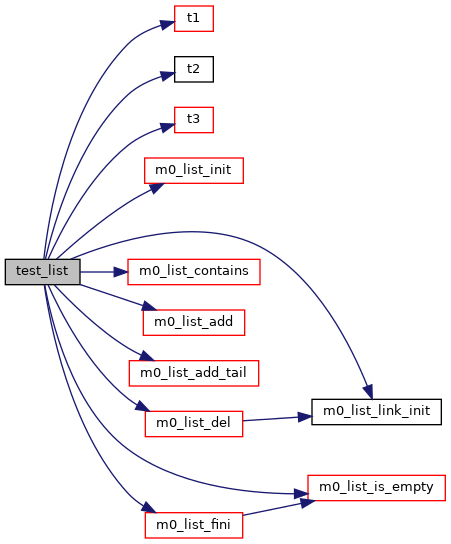 t1
t2
t3
m0_list_init
test_list
m0_list_contains
m0_list_add
m0_list_add_tail
m0_list_link_init
m0_list_del
m0_list_is_empty
m0_list_fini